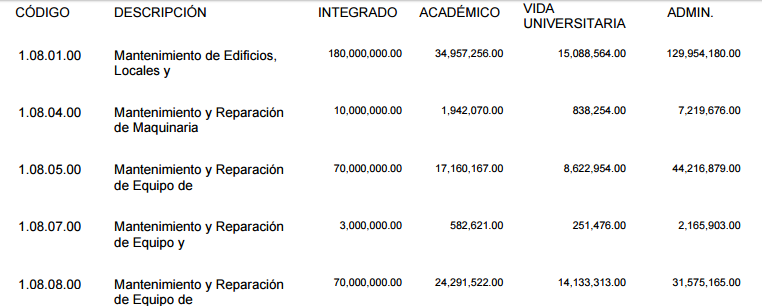 CÓDIGO DESCRIPCIÓN INTEGRADO ACADÉMICO VIDA UNIVERSITARIA ADMIN.
1.08.01.00 Mantenimiento de Edificios, 180,000,000.00 34,957,256.00 15,088,564.00 129,954,180.00
Locales y
1.08.04.00 Mantenimiento y Reparación 10,000,000.00 1,942,070.00 838,254.00 7,219,676.00
de Maquinaria
1.08.05.00 Mantenimiento y Reparación 70,000,000.00 17,160,167.00 8,622,954.00 44,216,879.00
de Equipo de
1.08.07.00 Mantenimiento y Reparación 3,000,000.00 582,621.00 251,476.00 2,165,903.00
de Equipo y
1.08.08.00 Mantenimiento y Reparación 70,000,000.00 24,291,522.00 14,133,313.00 31,575,165.00
de Equipo de